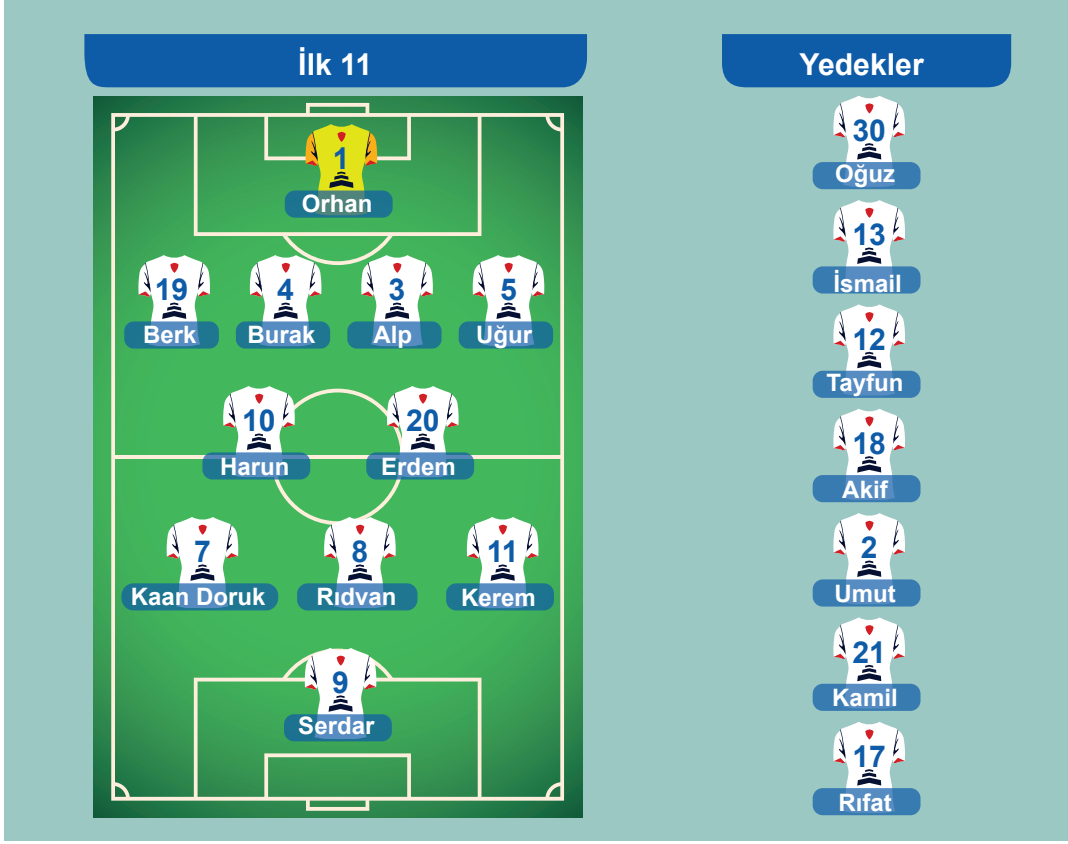 İlk 11
1
Orhan
19 4 3 5
Berk Burak Alp Uğur
10 20
Harun Erdem
7 8 11
Kaan Doruk Rıdvan Kerem
9
Serdar
Yedekler
30
Oğuz
13
İsmail
12
Tayfun
18
Akif
2
Umut
21
Kamil
17
Rıfat